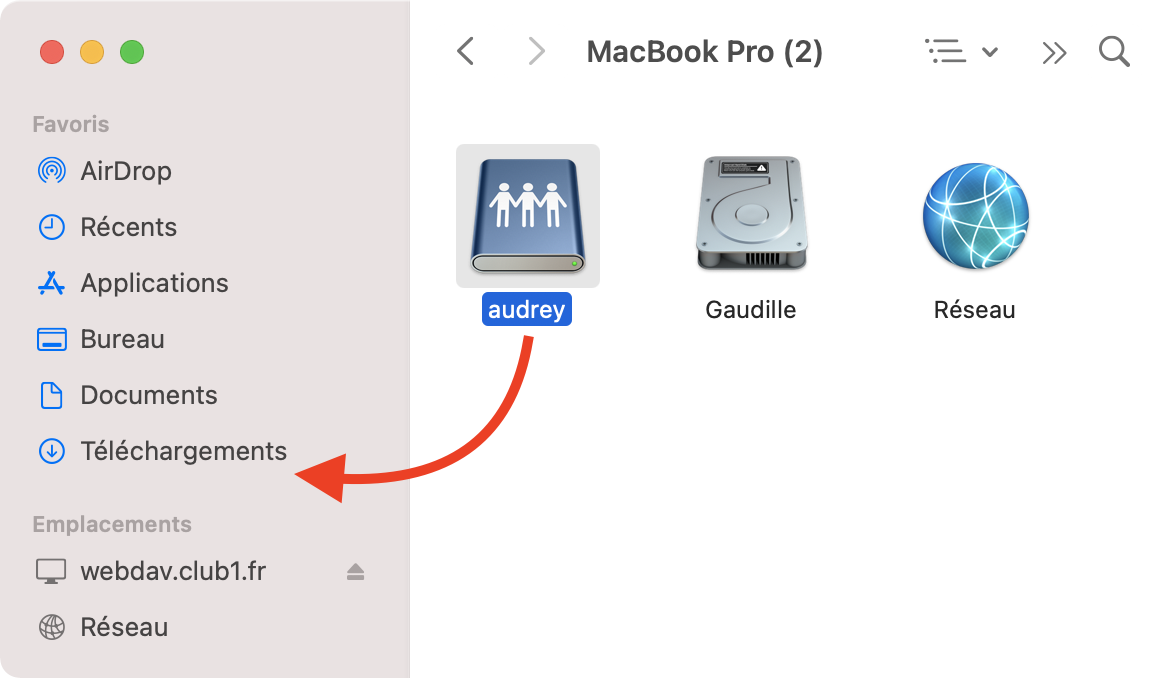 MacBook Pro (2)
Favoris
AirDrop
Récents
Applications
Bureau
Documents
Téléchargements
Emplacements
webdav.club1.fr
Réseau
audrey
Gaudille
Réseau